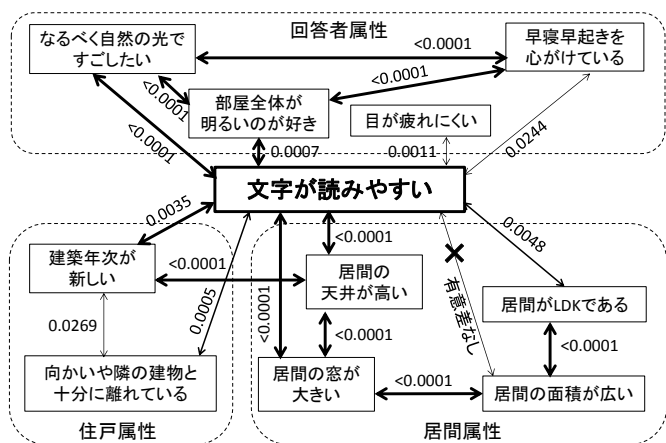 回答者属性
なるべく自然の光で
すごしたい
<0.0001
早寝早起きを
心がけている
<0.0001
<0.0001
部屋全体が
明るいのが好き
目が疲れにくい
<0.0001
0.0007
0.0011
0.0244
文字が読みやすい
0.0035
0.0048
建築年次が
新しい
<0.0001
<0.0001
居間の
天井が高い
有意差なし
居間がLDKである
0.0005
<0.0001
0.0269
<0.0001
<0.0001
向かいや隣の建物と
十分に離れている
居間の窓が
大きい
<0.0001
居間の面積が広い
住戸属性
居間属性